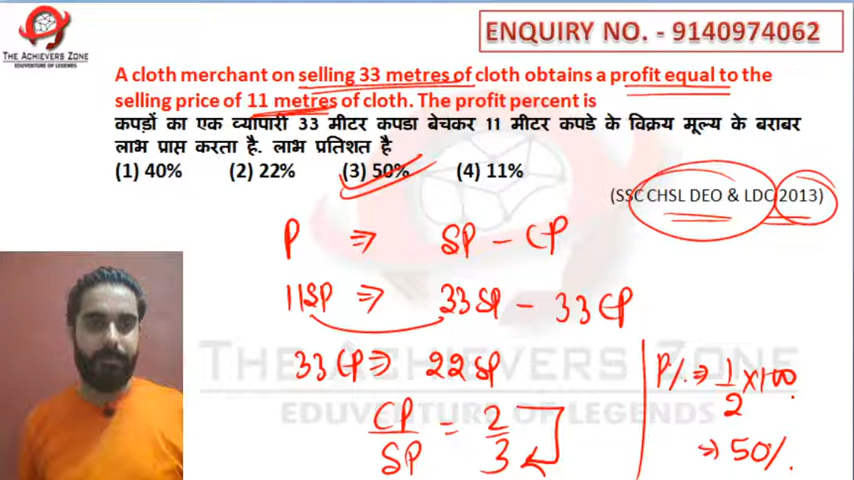 THE ACHIEVERS ZONE
EDUVENTURE OF LEGENDS
ENQUIRY NO. - 9140974062
A cloth merchant on selling 33 metres of cloth obtains a profit equal to the
selling price of 11 metres of cloth. The profit percent is
कपड़ों का एक व्यापारी 33 मीटर कपडा बेचकर 11 मीटर कपडे के विक्रय मूल्य के बराबर
लाभ प्राप्त करता है. लाभ प्रतिशत है
(1) 40% (2) 22% (3) 50% (4) 11%
(SSC CHSL DEO & LDC 2013)
P ⇒ SP - CP
11SP ⇒ 33SP - 33CP
33CP ⇒ 22SP
CP/SP = 2/3
P%. ⇒ 1/2 × 100
⇒ 50%.
THE ACHIEVERS ZONE
EDUVENTURE OF LEGENDS